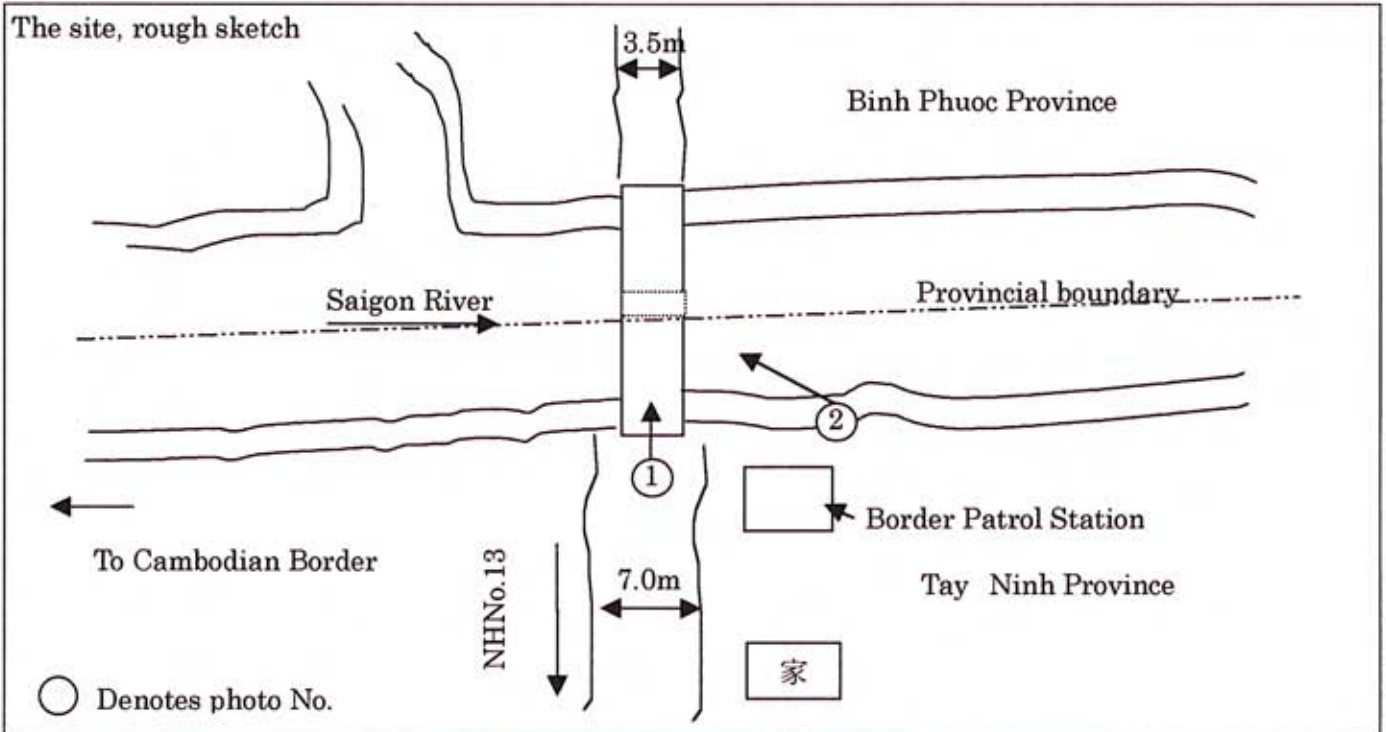 The site, rough sketch
3.5m
Binh Phuoc Province
Saigon River
Provincial boundary
2
1
Border Patrol Station
To Cambodian Border
NHNo.13
7.0m
Tay Ninh Province
家
Denotes photo No.